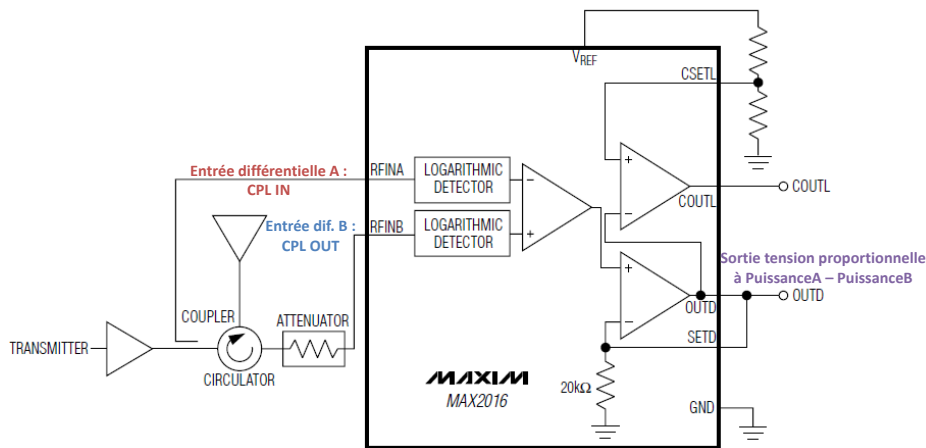 VREF
CSETL
Entrée différentielle A :
CPL IN
RFINA
LOGARITHMIC
DETECTOR
Entrée dif. B :
CPL OUT
RFINB
LOGARITHMIC
DETECTOR
COUTL
COUTL
Sortie tension proportionnelle
à PuissanceA – PuissanceB
OUTD
OUTD
SETD
COUPLER
ATTENUATOR
TRANSMITTER
CIRCULATOR
MAXIM
MAX2016
20kΩ
GND